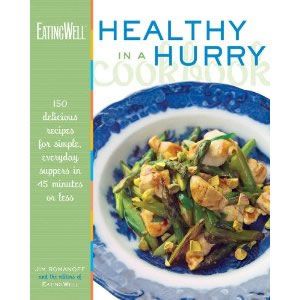 EATINGWELL
HEALTHY
IN A HURRY
COOKBOOK
150
delicious
recipes
for simple,
everyday
suppers in
45 minutes
or less
JIM ROMANOFF
and the editors of
EATINGWELL